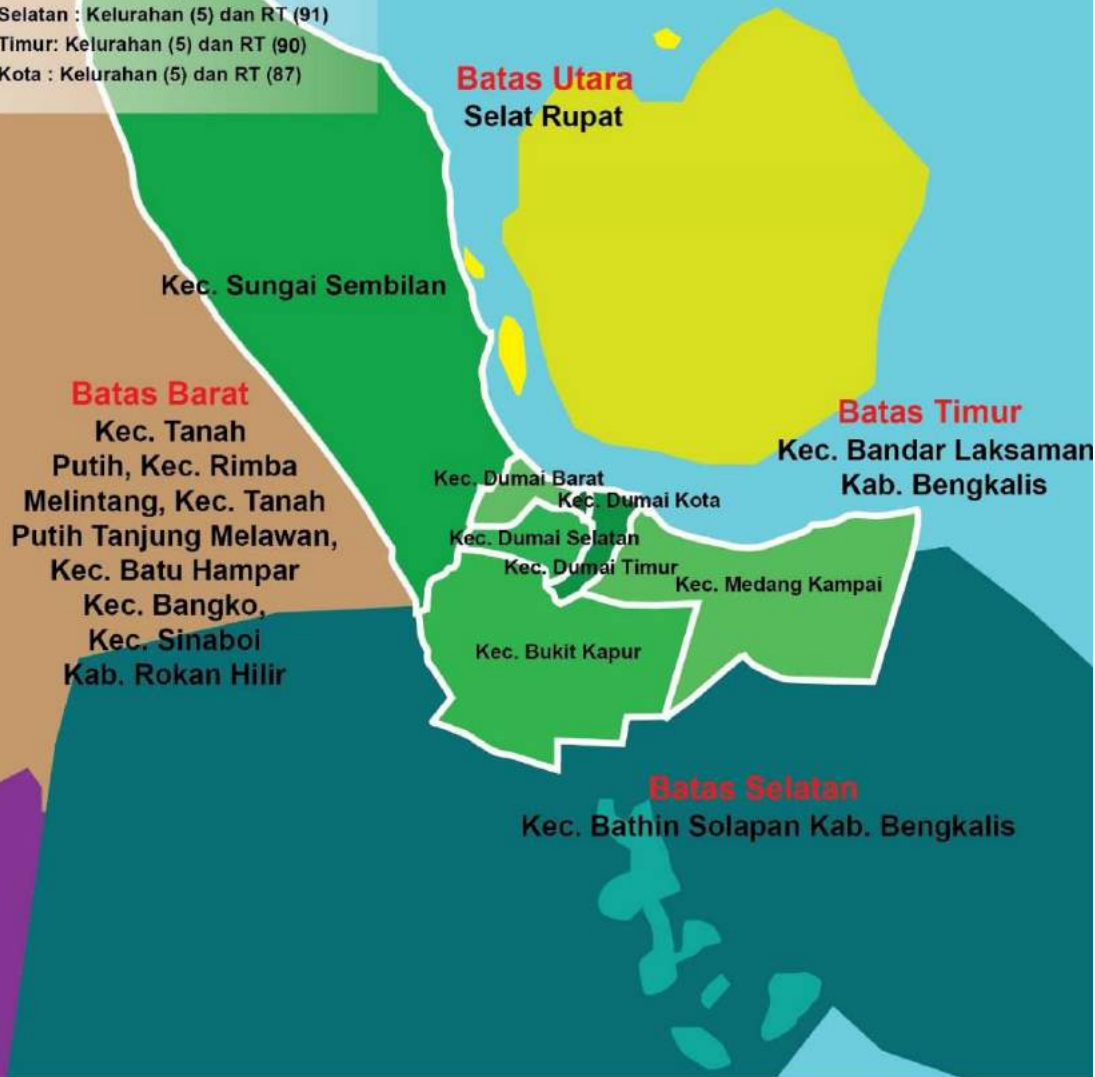 Selatan : Kelurahan (5) dan RT (91)
Timur: Kelurahan (5) dan RT (90)
Kota : Kelurahan (5) dan RT (87)
Batas Utara
Selat Rupat
Kec. Sungai Sembilan
Batas Barat
Kec. Tanah
Putih, Kec. Rimba
Melintang, Kec. Tanah
Putih Tanjung Melawan,
Kec. Batu Hampar
Kec. Bangko,
Kec. Sinaboi
Kab. Rokan Hilir
Batas Timur
Kec. Bandar Laksaman
Kab. Bengkalis
Kec. Dumai Barat
Kec. Dumai Kota
Kec. Dumai Selatan
Kec. Dumai Timur
Kec. Medang Kampai
Kec. Bukit Kapur
Batas Selatan
Kec. Bathin Solapan Kab. Bengkalis